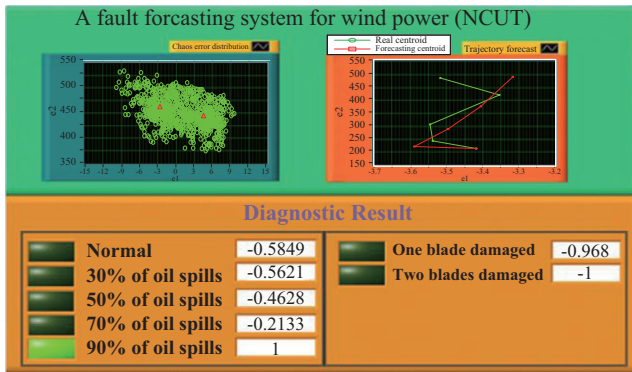 A fault forcasting system for wind power (NCUT)
Chaos error distribution
550
500
450
400
350
e2
-15 -12 -9 -6 -3 0 3 6 9 12 15
e1
Real centroid
Forecasting centroid
Trajectory forecast
550
500
450
400
350
300
250
200
150
e2
-3.7 -3.6 -3.5 -3.4 -3.3 -3.2
e1
Diagnostic Result
Normal -0.5849
30% of oil spills -0.5621
50% of oil spills -0.4628
70% of oil spills -0.2133
90% of oil spills 1
One blade damaged -0.968
Two blades damaged -1